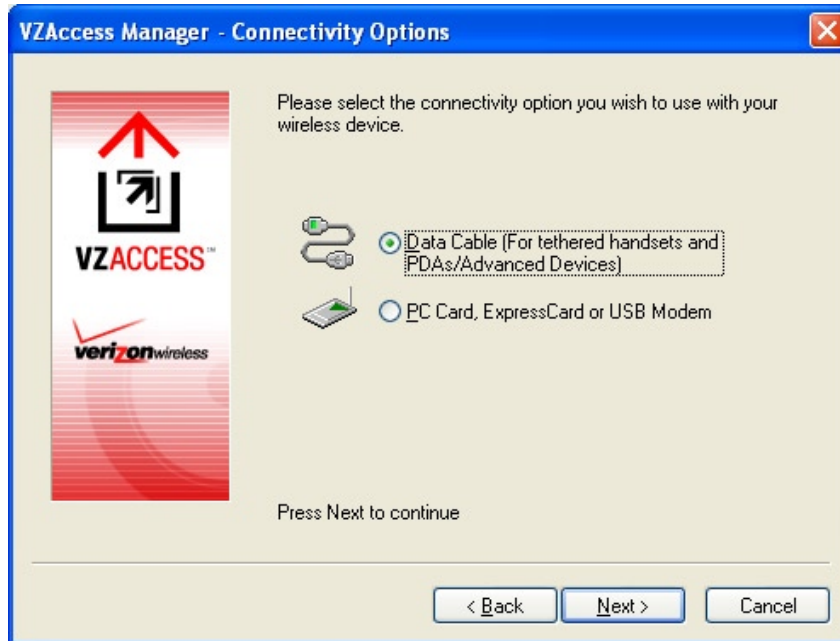 VZAccess Manager - Connectivity Options
Please select the connectivity option you wish to use with your
wireless device.
VZACCESS™
verizonwireless
Data Cable (For tethered handsets and
PDAs/Advanced Devices)
PC Card, ExpressCard or USB Modem
Press Next to continue
< Back
Next >
Cancel